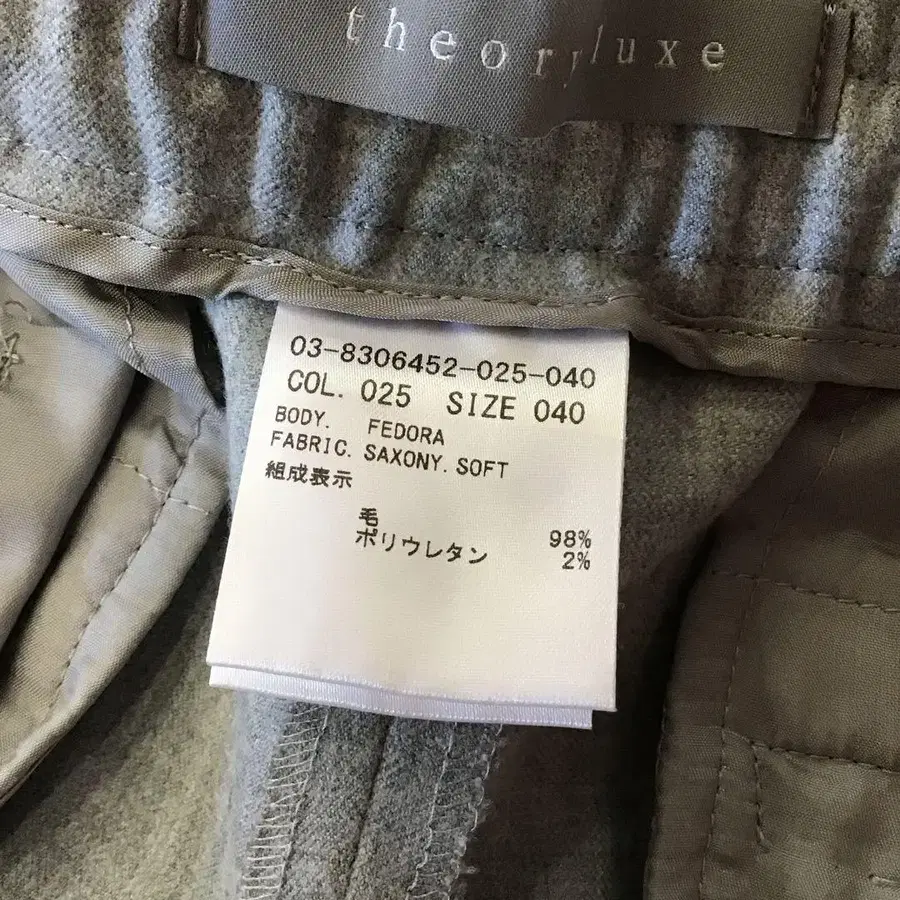 theory luxe
03-8306452-025-040
COL. 025 SIZE 040
BODY. FEDORA
FABRIC. SAXONY. SOFT
組成表示
毛 98%
ポリウレタン 2%